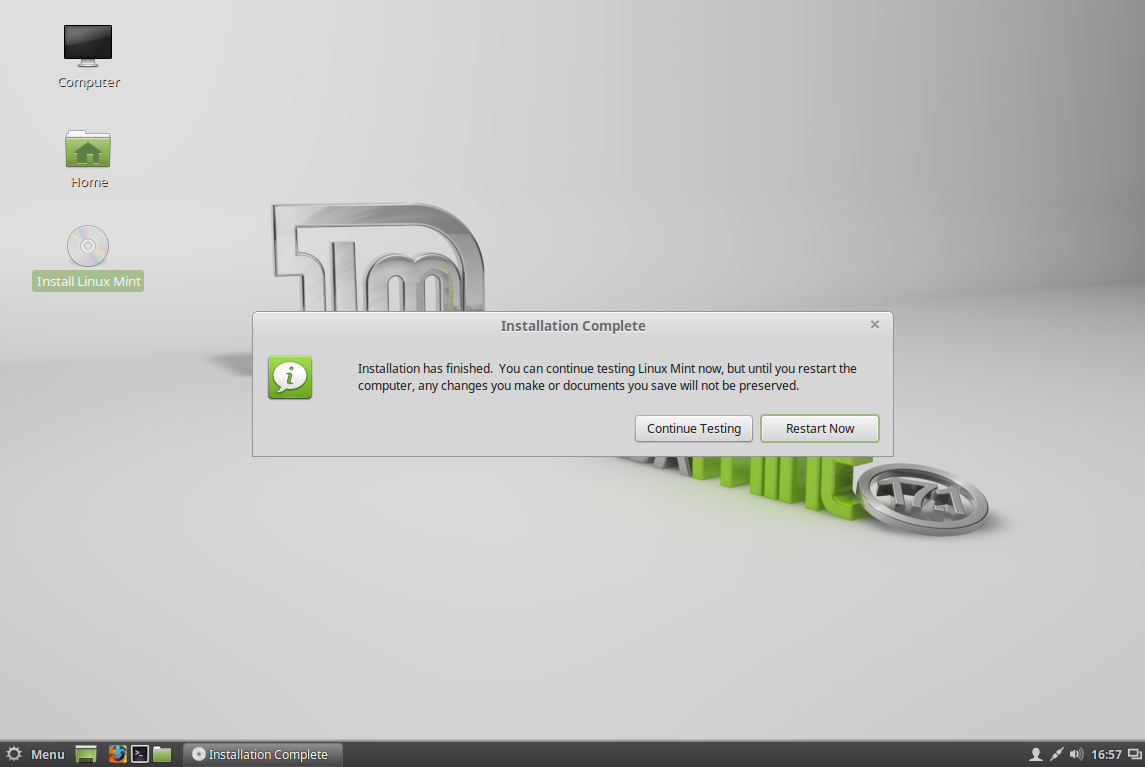 Computer
Home
Install Linux Mint
Installation Complete
Installation has finished.  You can continue testing Linux Mint now, but until you restart the
computer, any changes you make or documents you save will not be preserved.
Continue Testing
Restart Now
17.1
Menu
Installation Complete
16:57